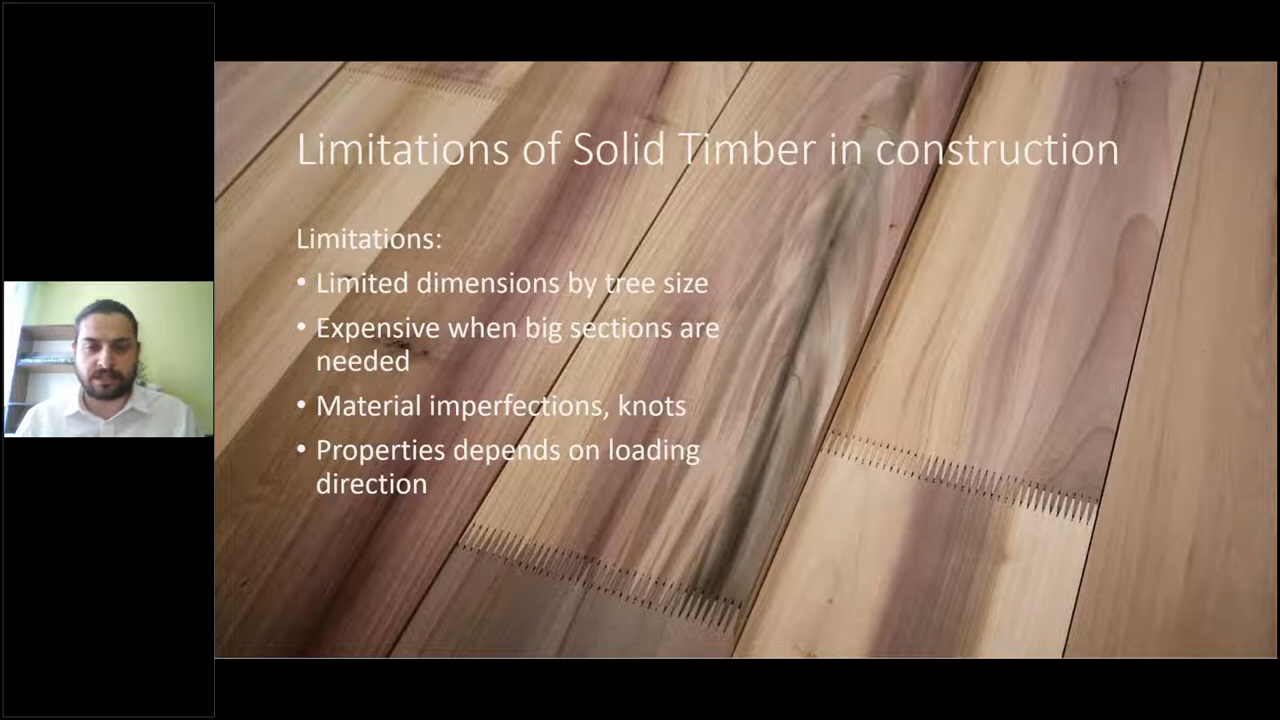 Limitations of Solid Timber in construction
Limitations:
• Limited dimensions by tree size
• Expensive when big sections are
needed
• Material imperfections, knots
• Properties depends on loading
direction